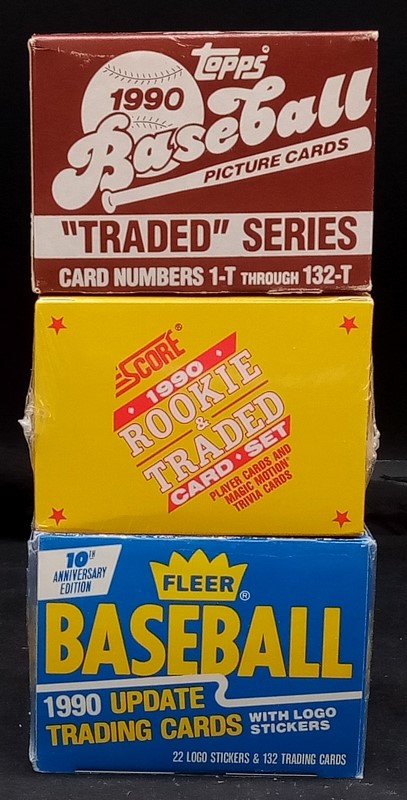 Topps®
1990
Baseball
PICTURE CARDS
"TRADED" SERIES
CARD NUMBERS 1-T THROUGH 132-T
SCORE®
1990
ROOKIE
&
TRADED
CARD SET
PLAYER CARDS AND
MAGIC MOTION®
TRIVIA CARDS
10TH
ANNIVERSARY
EDITION
FLEER®
BASEBALL
1990 UPDATE
TRADING CARDS
WITH LOGO
STICKERS
22 LOGO STICKERS & 132 TRADING CARDS